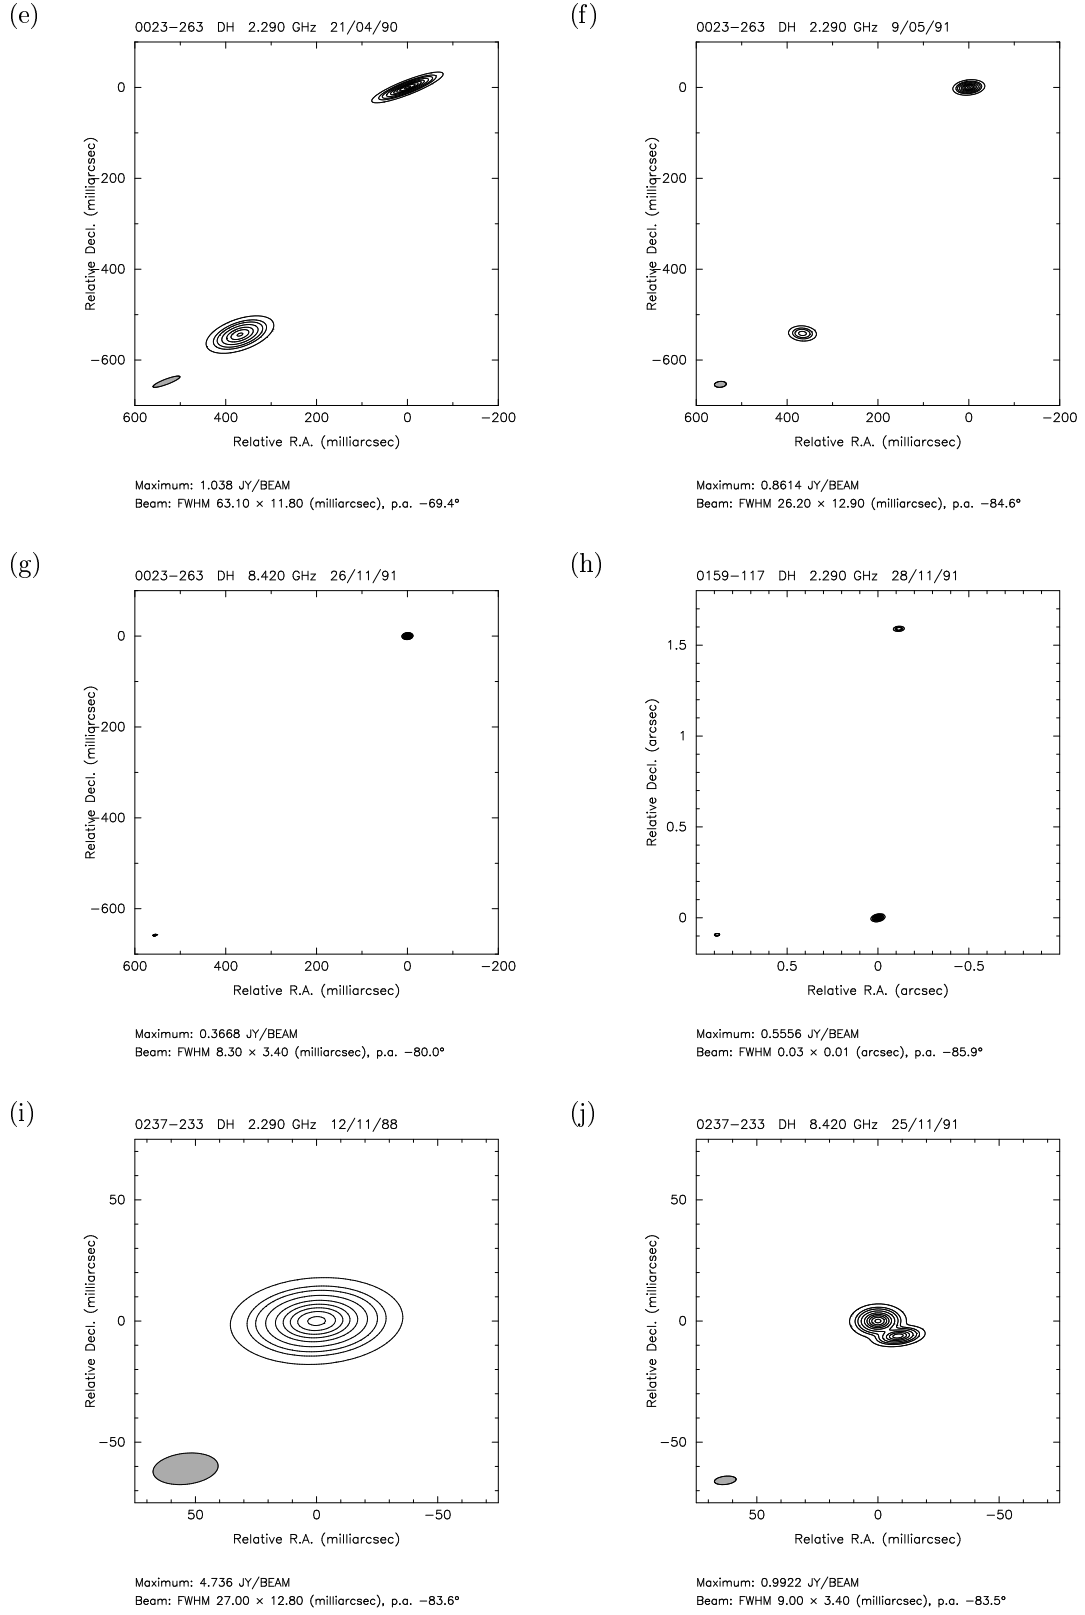 (e)
0023−263 DH 2.290 GHz 21/04/90
0
−200
−400
−600
Relative Decl. (milliarcsec)
600 400 200 0 −200
Relative R.A. (milliarcsec)
Maximum: 1.038 JY/BEAM
Beam: FWHM 63.10 × 11.80 (milliarcsec), p.a. −69.4°
(f)
0023−263 DH 2.290 GHz 9/05/91
0
−200
−400
−600
Relative Decl. (milliarcsec)
600 400 200 0 −200
Relative R.A. (milliarcsec)
Maximum: 0.8614 JY/BEAM
Beam: FWHM 26.20 × 12.90 (milliarcsec), p.a. −84.6°
(g)
0023−263 DH 8.420 GHz 26/11/91
0
−200
−400
−600
Relative Decl. (milliarcsec)
600 400 200 0 −200
Relative R.A. (milliarcsec)
Maximum: 0.3668 JY/BEAM
Beam: FWHM 8.30 × 3.40 (milliarcsec), p.a. −80.0°
(h)
0159−117 DH 2.290 GHz 28/11/91
1.5
1
0.5
0
Relative Decl. (arcsec)
0.5 0 −0.5
Relative R.A. (arcsec)
Maximum: 0.5556 JY/BEAM
Beam: FWHM 0.03 × 0.01 (arcsec), p.a. −85.9°
(i)
0237−233 DH 2.290 GHz 12/11/88
50
0
−50
Relative Decl. (milliarcsec)
50 0 −50
Relative R.A. (milliarcsec)
Maximum: 4.736 JY/BEAM
Beam: FWHM 27.00 × 12.80 (milliarcsec), p.a. −83.6°
(j)
0237−233 DH 8.420 GHz 25/11/91
50
0
−50
Relative Decl. (milliarcsec)
50 0 −50
Relative R.A. (milliarcsec)
Maximum: 0.9922 JY/BEAM
Beam: FWHM 9.00 × 3.40 (milliarcsec), p.a. −83.5°